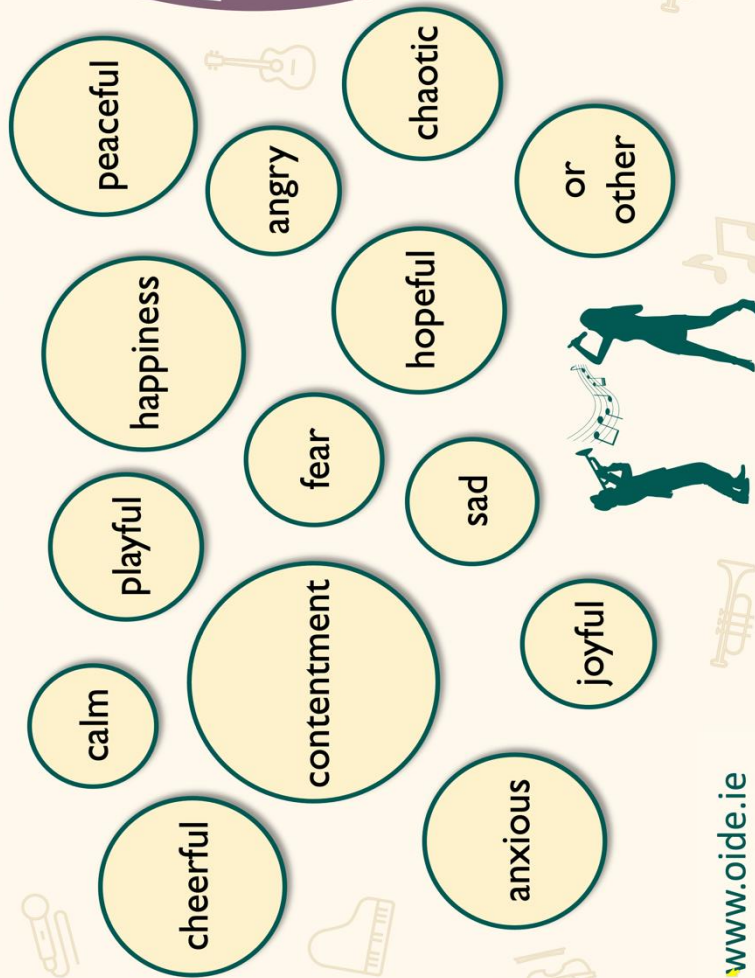 cheerful
calm
playful
happiness
peaceful
contentment
fear
angry
hopeful
chaotic
anxious
sad
joyful
or
other
www.oide.ie